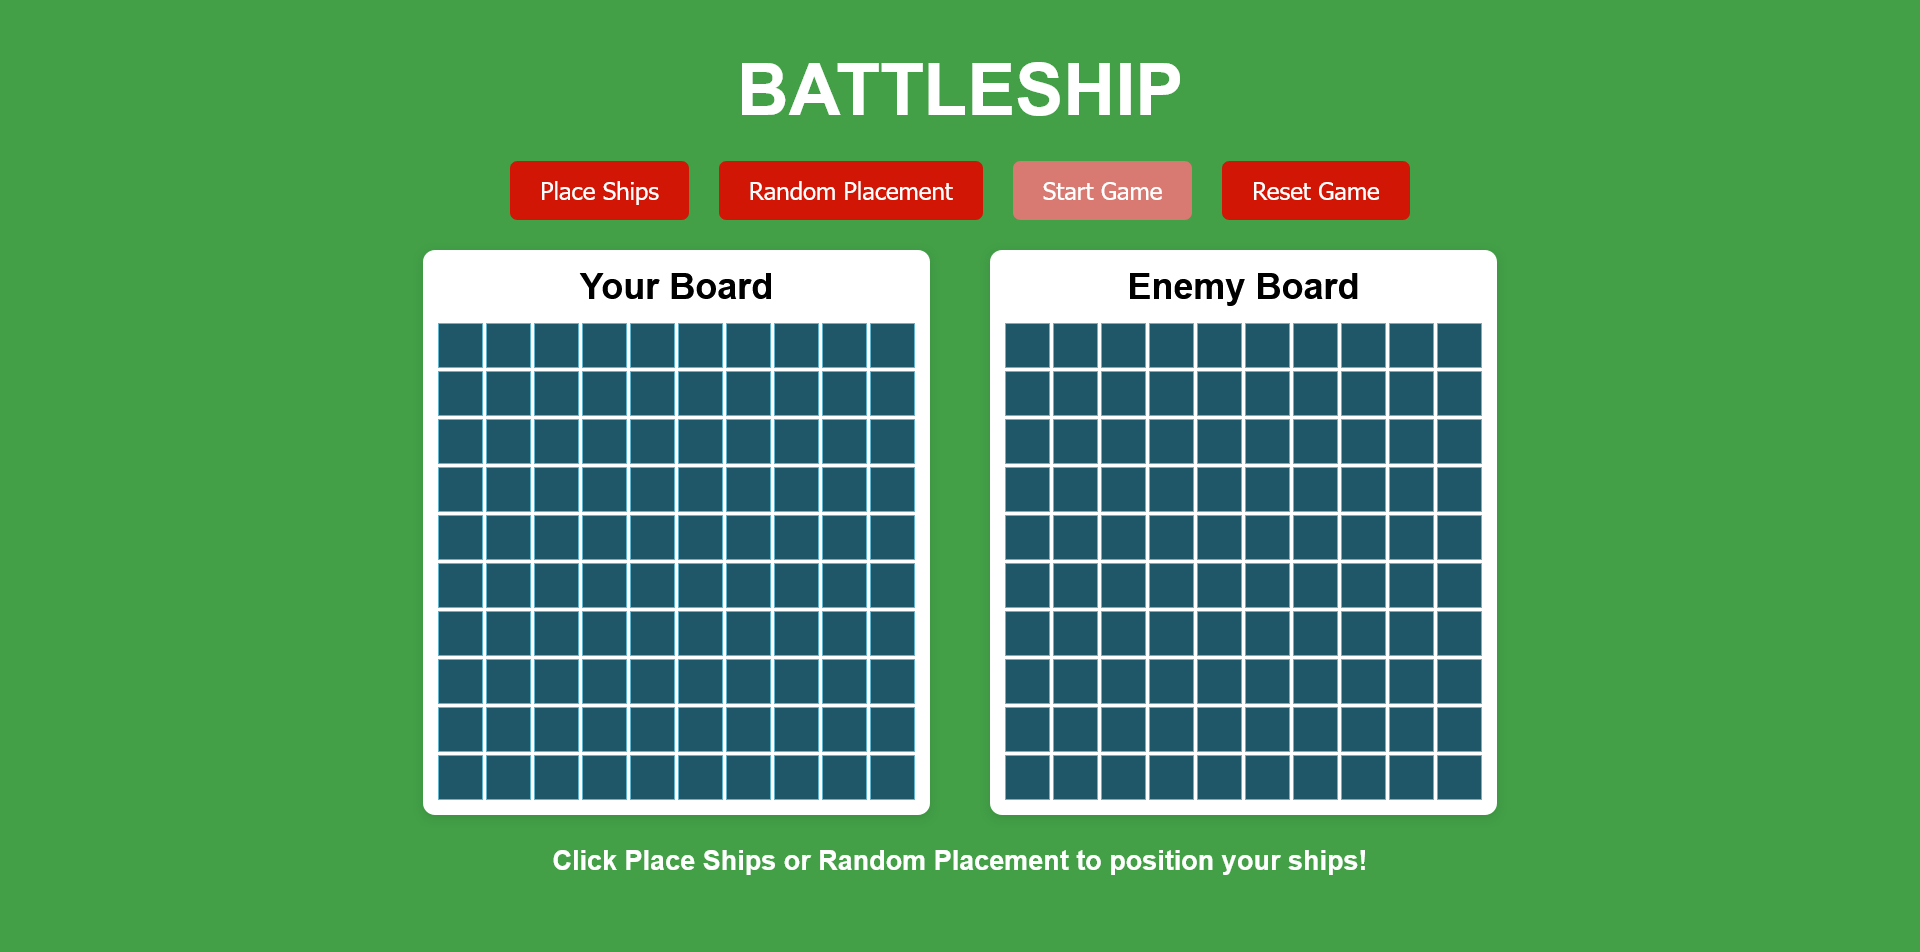 BATTLESHIP
Place Ships Random Placement Start Game Reset Game
Your Board Enemy Board
Click Place Ships or Random Placement to position your ships!